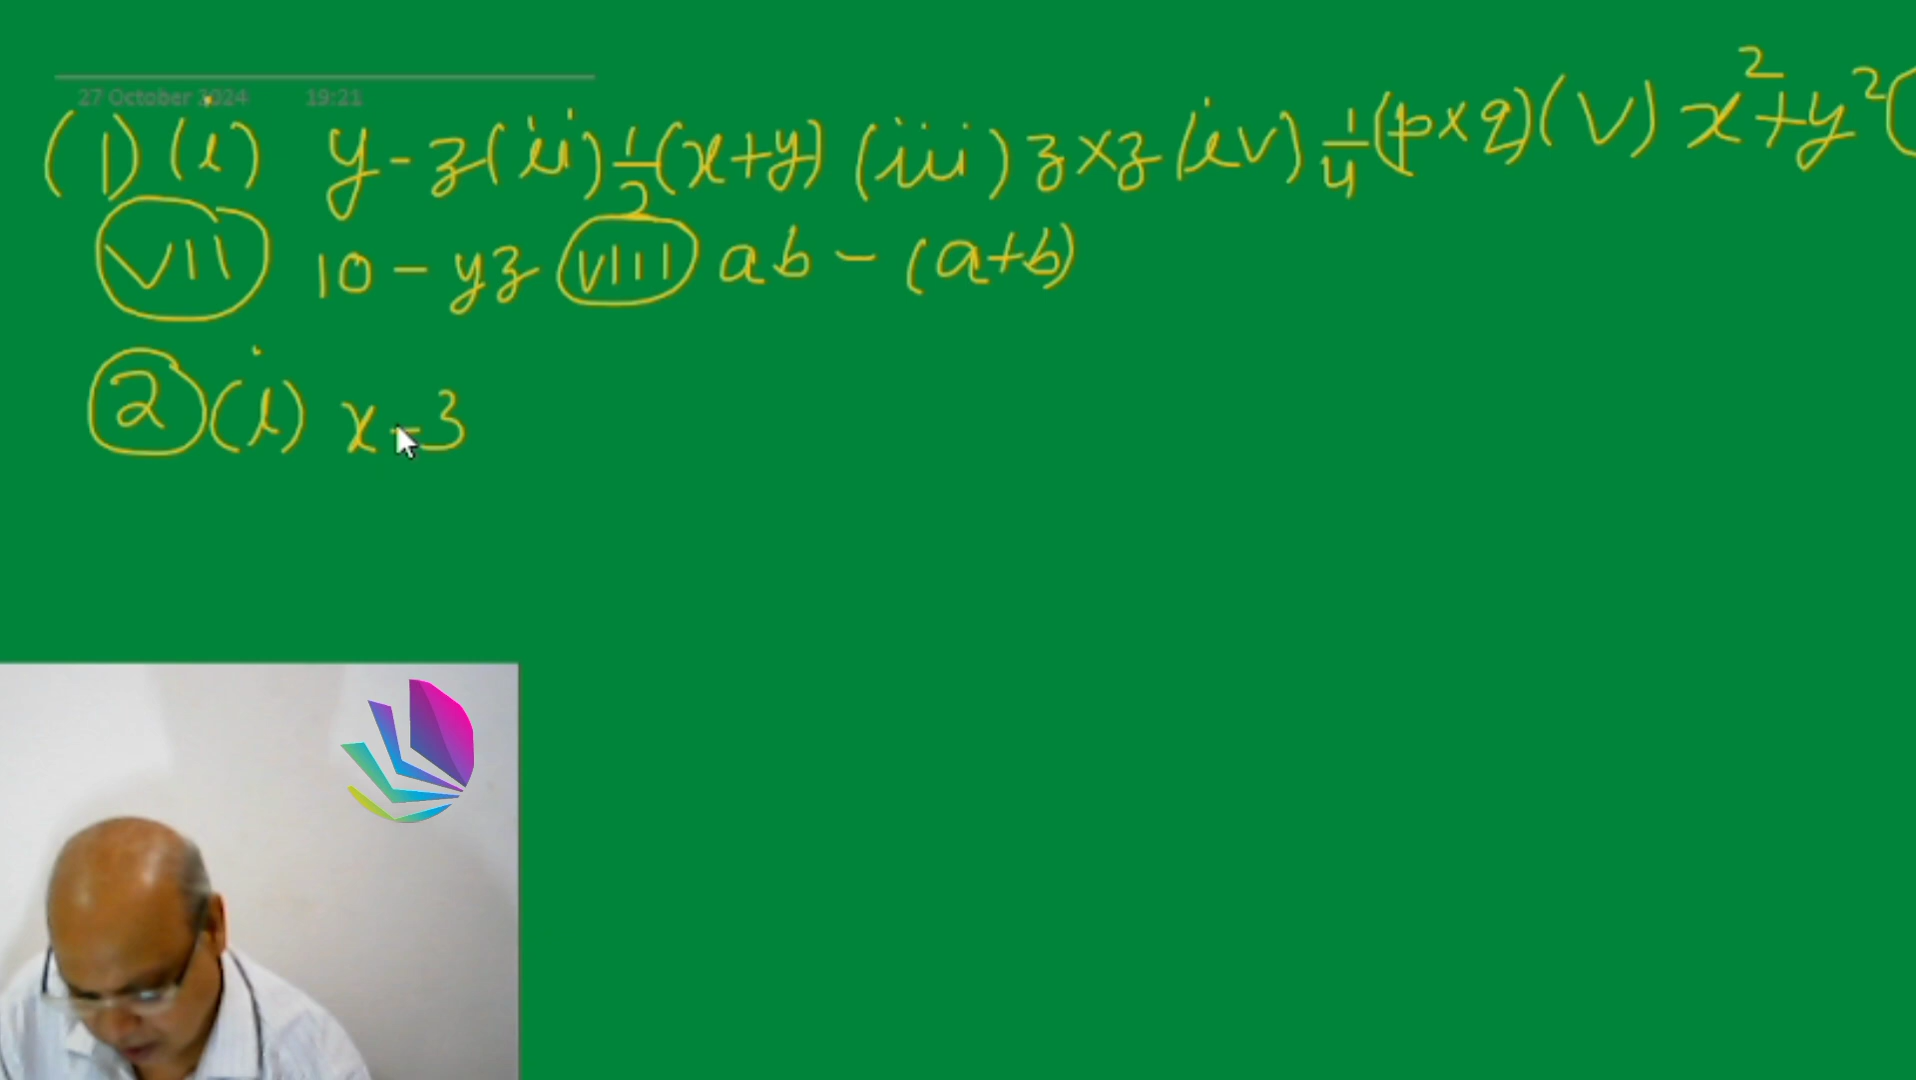 27 October 2024 19:21
(1) (i) y - z (ii) 1/2 (x+y) (iii) z × z (iv) 1/4 (p×q) (v) x²+y² (
VII 10 - yz VIII ab - (a+b)
2 (i) x-3